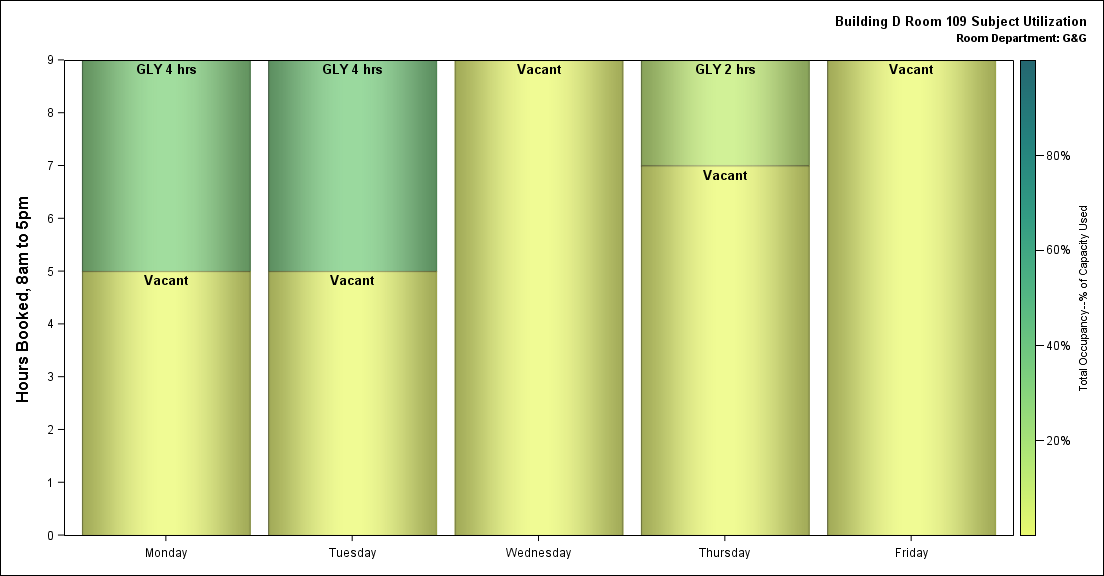 Building D Room 109 Subject Utilization
Room Department: G&G
Hours Booked, 8am to 5pm
9
8
7
6
5
4
3
2
1
0
GLY 4 hrs
Vacant
GLY 4 hrs
Vacant
Vacant
GLY 2 hrs
Vacant
Vacant
Monday
Tuesday
Wednesday
Thursday
Friday
80%
60%
40%
20%
Total Occupancy--% of Capacity Used